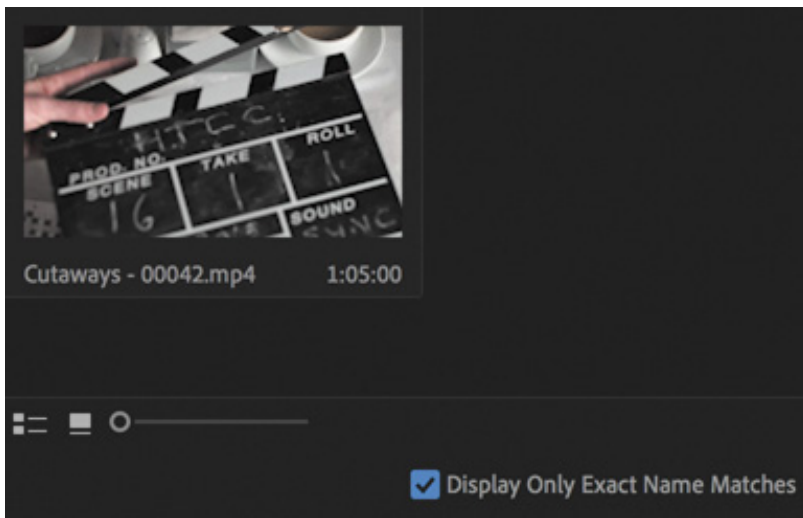 H.T.C.C.
PROD. NO.
SCENE TAKE ROLL
16 1 1
SOUND
SYNC
Cutaways - 00042.mp4 1:05:00
Display Only Exact Name Matches